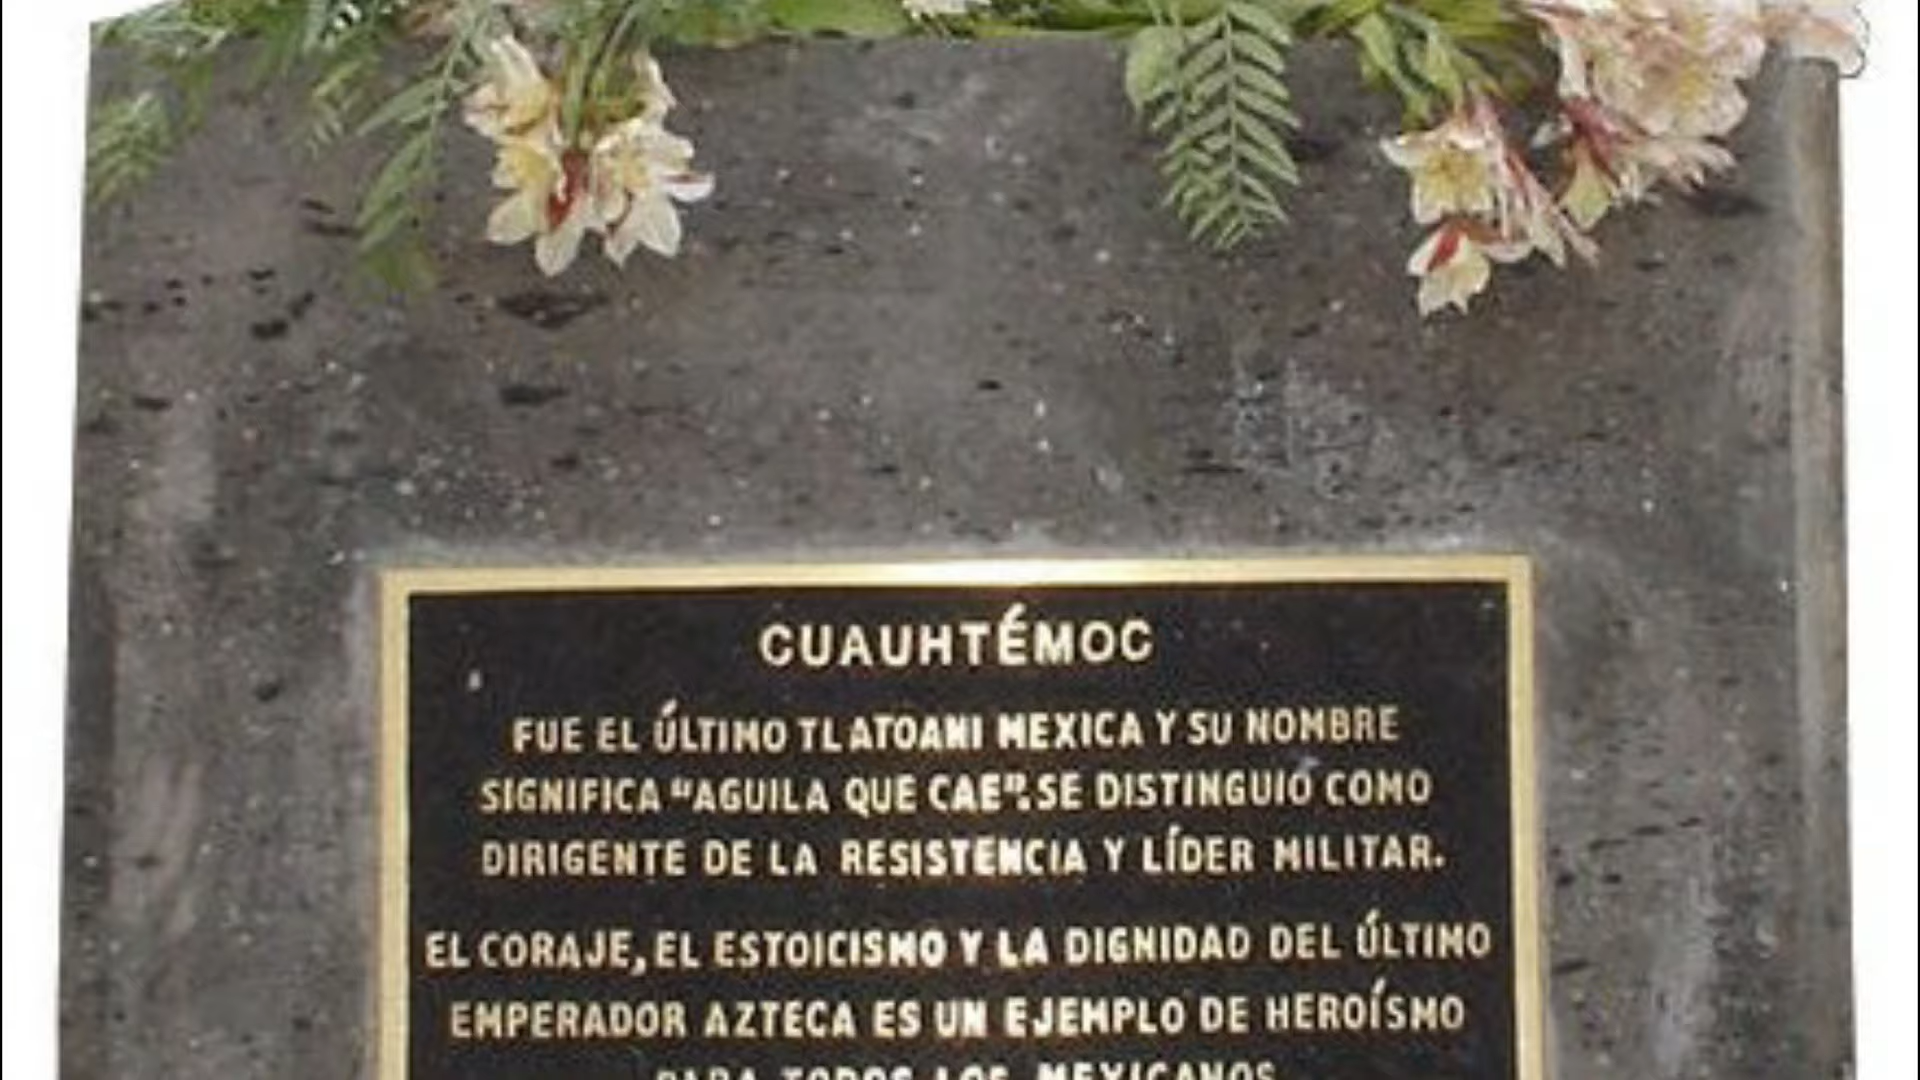 CUAUHTÉMOC
FUE EL ÚLTIMO TLATOANI MEXICA Y SU NOMBRE
SIGNIFICA "AGUILA QUE CAE". SE DISTINGUIÓ COMO
DIRIGENTE DE LA RESISTENCIA Y LÍDER MILITAR.
EL CORAJE, EL ESTOICISMO Y LA DIGNIDAD DEL ÚLTIMO
EMPERADOR AZTECA ES UN EJEMPLO DE HEROÍSMO
PARA TODOS LOS MEXICANOS